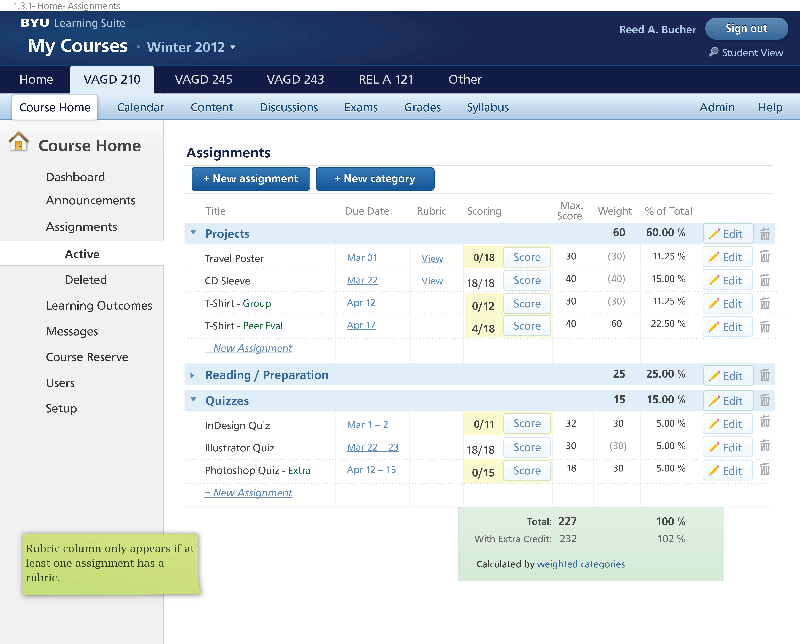 1.3.1- Home- Assignments
BYU Learning Suite
Reed A. Bucher
Sign out
My Courses · Winter 2012
Student View
Home VAGD 210 VAGD 245 VAGD 243 REL A 121 Other
Course Home Calendar Content Discussions Exams Grades Syllabus Admin Help
Course Home
Dashboard
Announcements
Assignments
Active
Deleted
Learning Outcomes
Messages
Course Reserve
Users
Setup
Assignments
+ New assignment + New category
Title Due Date Rubric Scoring Max. Score Weight % of Total
Projects 60 60.00 % Edit
Travel Poster Mar 01 View 0/18 Score 30 (30) 11.25 % Edit
CD Sleeve Mar 22 View 18/18 Score 40 (40) 15.00 % Edit
T-Shirt - Group Apr 12 0/12 Score 30 (30) 11.25 % Edit
T-Shirt - Peer Eval Apr 17 4/18 Score 40 60 22.50 % Edit
New Assignment
Reading / Preparation 25 25.00 % Edit
Quizzes 15 15.00 % Edit
InDesign Quiz Mar 1 – 2 0/11 Score 32 30 5.00 % Edit
Illustrator Quiz Mar 22 – 23 18/18 Score 30 (30) 5.00 % Edit
Photoshop Quiz - Extra Apr 12 – 15 0/15 Score 18 30 5.00 % Edit
– New Assignment
Total: 227 100 %
With Extra Credit: 232 102 %
Calculated by weighted categories
Rubric column only appears if at
least one assignment has a
rubric.